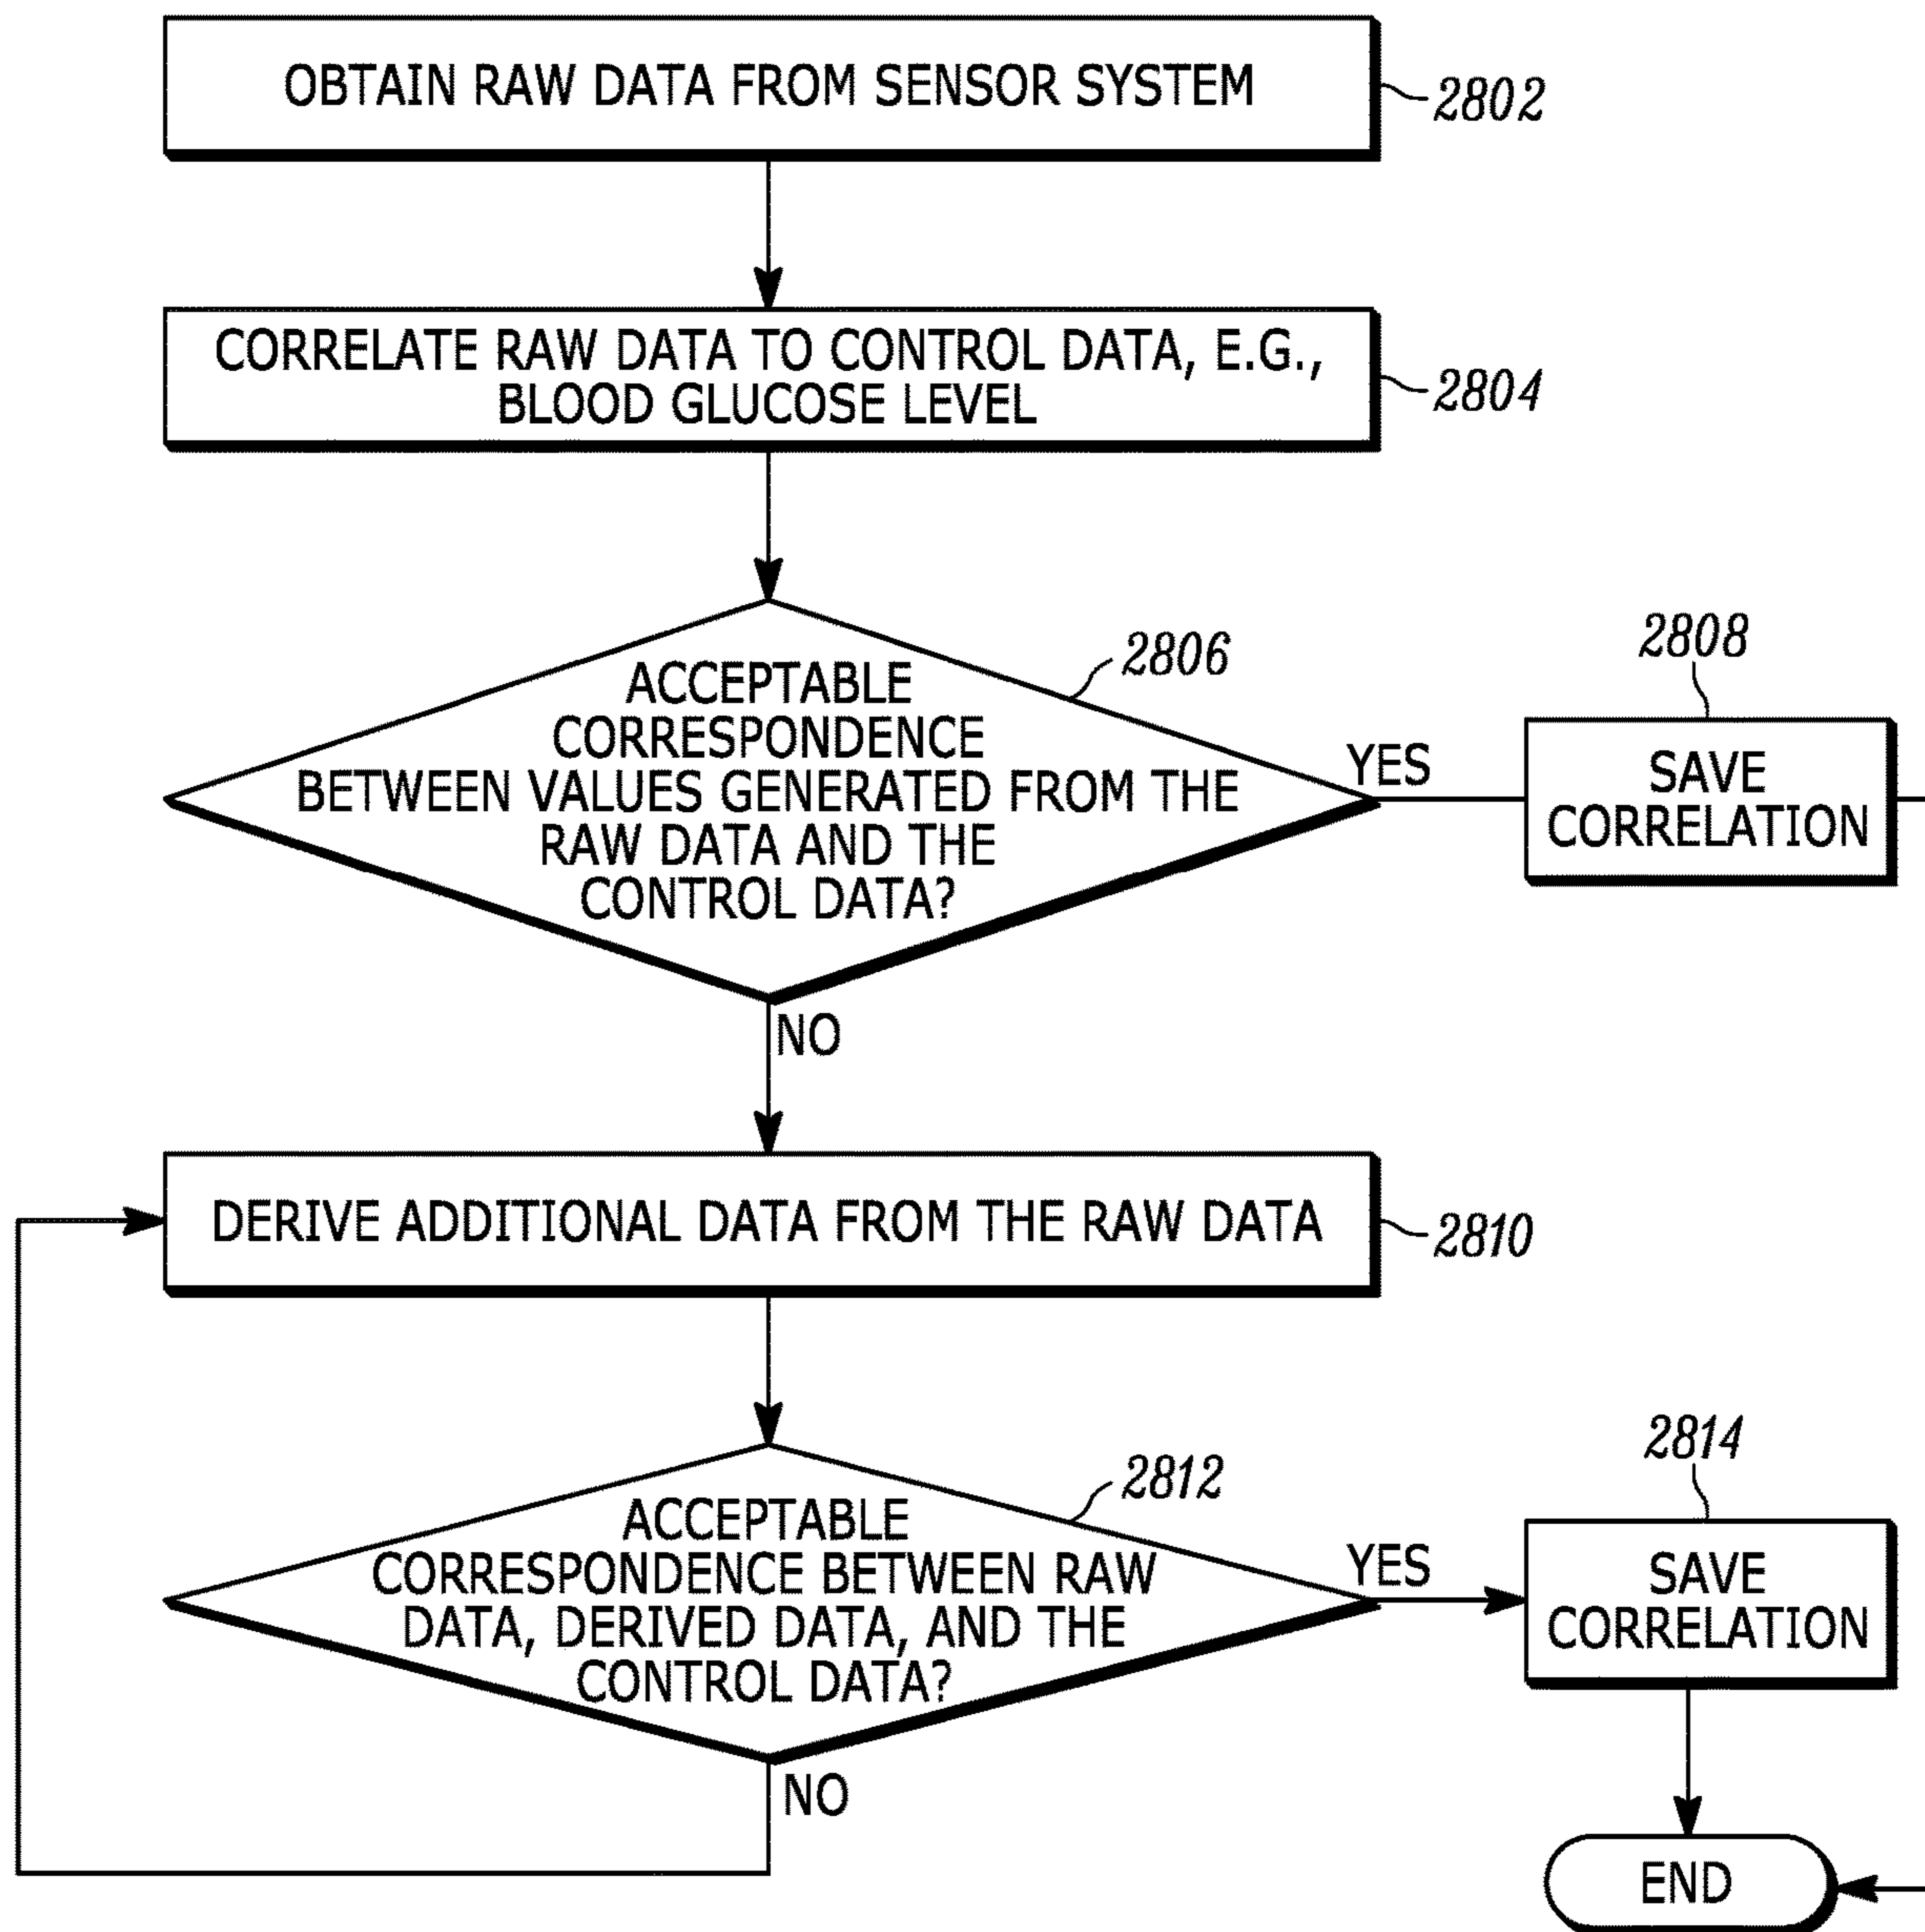 OBTAIN RAW DATA FROM SENSOR SYSTEM
2802
CORRELATE RAW DATA TO CONTROL DATA, E.G.,
BLOOD GLUCOSE LEVEL
2804
2806
ACCEPTABLE
CORRESPONDENCE
BETWEEN VALUES GENERATED FROM THE
RAW DATA AND THE
CONTROL DATA?
YES
2808
SAVE
CORRELATION
NO
DERIVE ADDITIONAL DATA FROM THE RAW DATA
2810
2812
ACCEPTABLE
CORRESPONDENCE BETWEEN RAW
DATA, DERIVED DATA, AND THE
CONTROL DATA?
YES
2814
SAVE
CORRELATION
NO
END